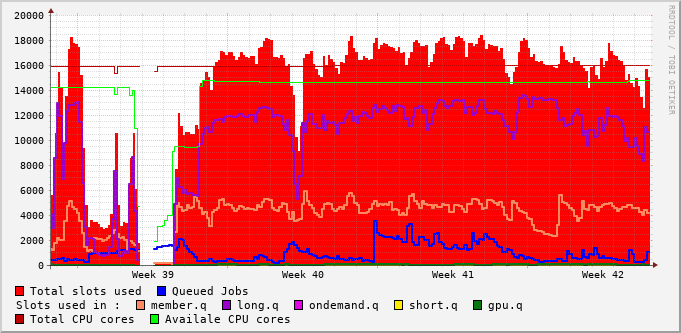 20000
18000
16000
14000
12000
10000
8000
6000
4000
2000
0
Week 39 Week 40 Week 41 Week 42
RRDTOOL / TOBI OETIKER
Total slots used Queued Jobs
Slots used in : member.q long.q ondemand.q short.q gpu.q
Total CPU cores Availale CPU cores